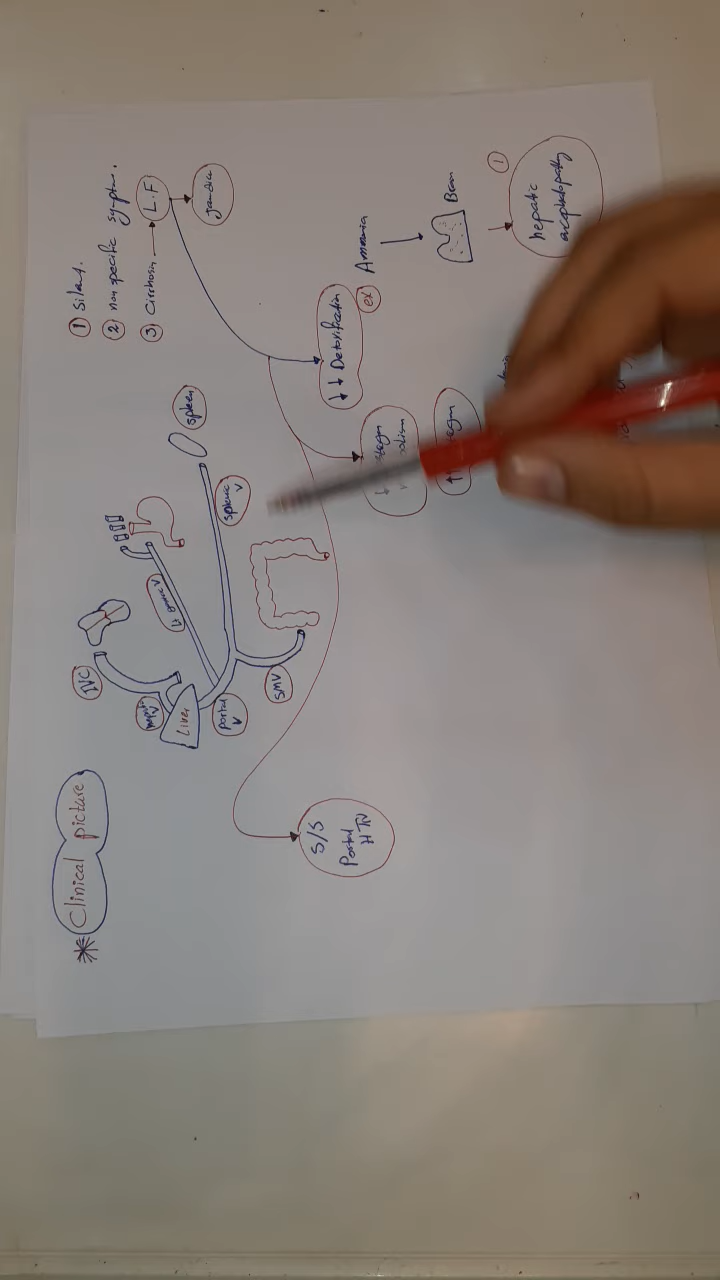 * Clinical picture
① Silent.
② non specific symptm.
③ Cirrhosis → L.F
Jaundice
IVC
hepatic V
Liver
Lt gastric V
portal V
splenic V
spleen
SMV
↓↓ Detoxification
ex
Ammonia
Brain
①
hepatic
encephalopathy
S/S
Portal
HTN